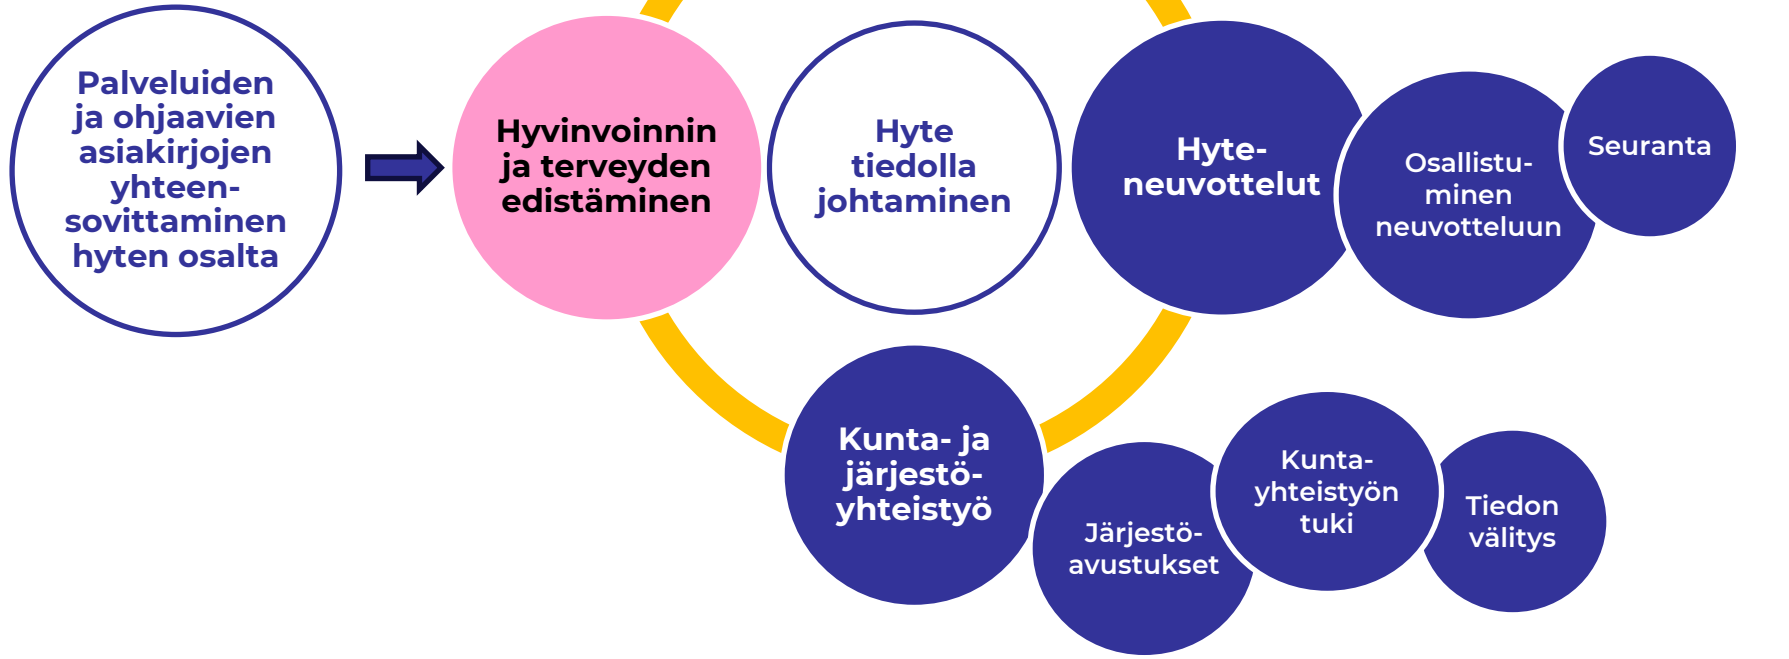 Palveluiden
ja ohjaavien
asiakirjojen
yhteen-
sovittaminen
hyten osalta
Hyvinvoinnin
ja terveyden
edistäminen
Hyte
tiedolla
johtaminen
Hyte-
neuvottelut
Osallistu-
minen
neuvotteluun
Seuranta
Kunta- ja
järjestö-
yhteistyö
Järjestö-
avustukset
Kunta-
yhteistyön
tuki
Tiedon
välitys